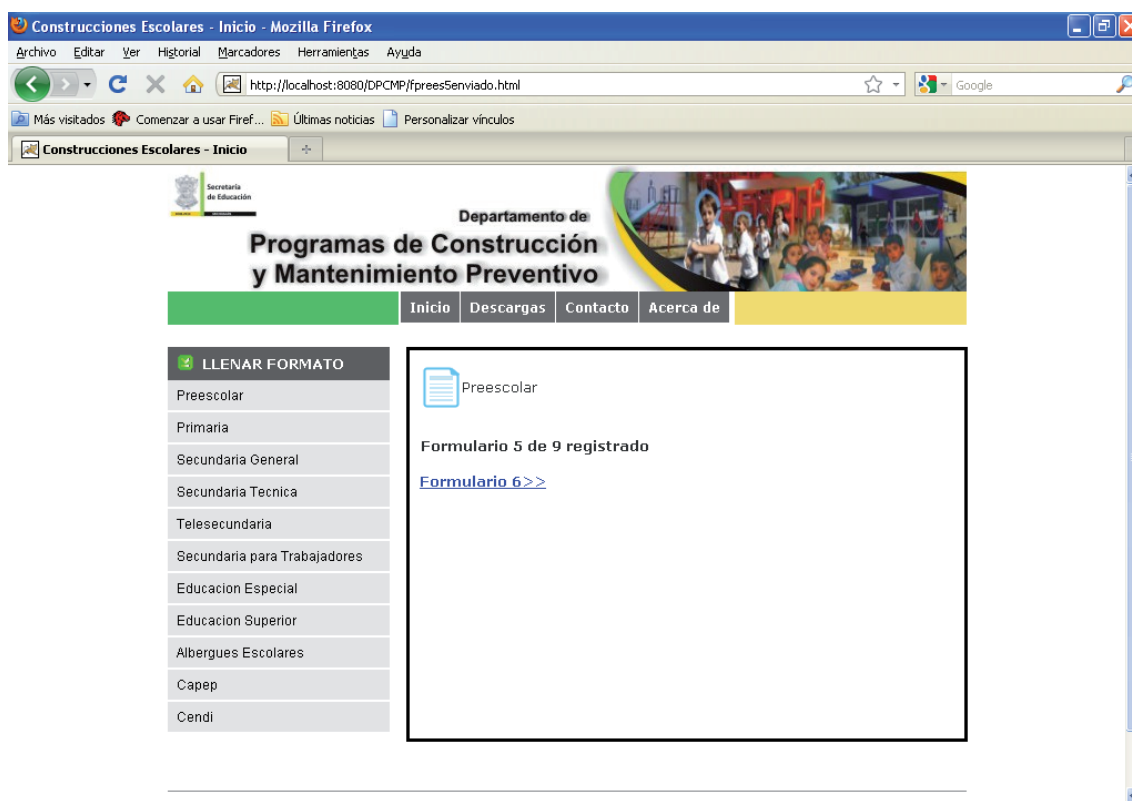 Construcciones Escolares - Inicio - Mozilla Firefox
Archivo Editar Ver Historial Marcadores Herramientas Ayuda
http://localhost:8080/DPCMP/fprees5enviado.html
Google
Más visitados Comenzar a usar Firef... Últimas noticias Personalizar vínculos
Construcciones Escolares - Inicio
Secretaría
de Educación
Departamento de
Programas de Construcción
y Mantenimiento Preventivo
Inicio Descargas Contacto Acerca de
LLENAR FORMATO
Preescolar
Primaria
Secundaria General
Secundaria Tecnica
Telesecundaria
Secundaria para Trabajadores
Educacion Especial
Educacion Superior
Albergues Escolares
Capep
Cendi
Preescolar
Formulario 5 de 9 registrado
Formulario 6>>